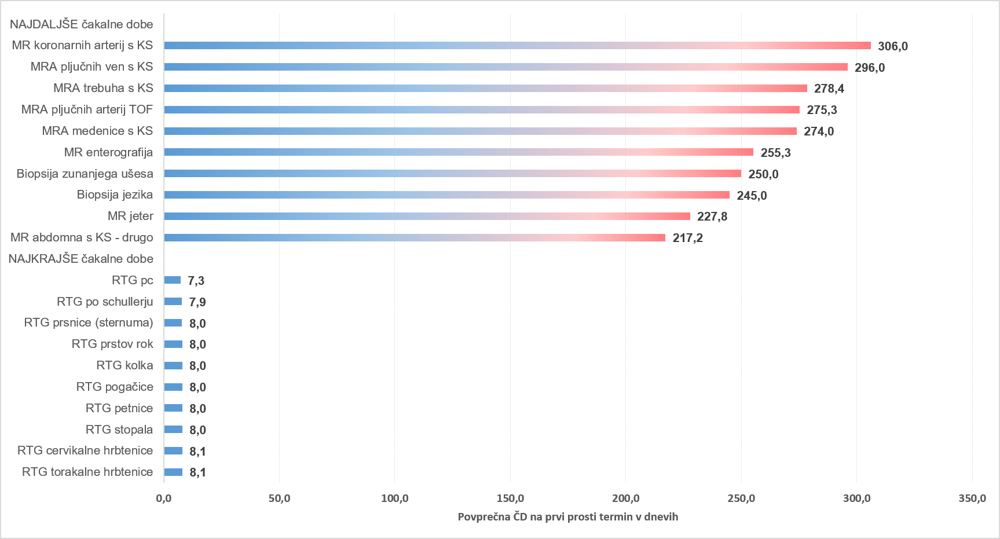 NAJDALJŠE čakalne dobe
MR koronarnih arterij s KS 306,0
MRA pljučnih ven s KS 296,0
MRA trebuha s KS 278,4
MRA pljučnih arterij TOF 275,3
MRA medenice s KS 274,0
MR enterografija 255,3
Biopsija zunanjega ušesa 250,0
Biopsija jezika 245,0
MR jeter 227,8
MR abdomna s KS - drugo 217,2
NAJKRAJŠE čakalne dobe
RTG pc 7,3
RTG po schullerju 7,9
RTG prsnice (sternuma) 8,0
RTG prstov rok 8,0
RTG kolka 8,0
RTG pogačice 8,0
RTG petnice 8,0
RTG stopala 8,0
RTG cervikalne hrbtenice 8,1
RTG torakalne hrbtenice 8,1
0,0 50,0 100,0 150,0 200,0 250,0 300,0 350,0
Povprečna ČD na prvi prosti termin v dnevih